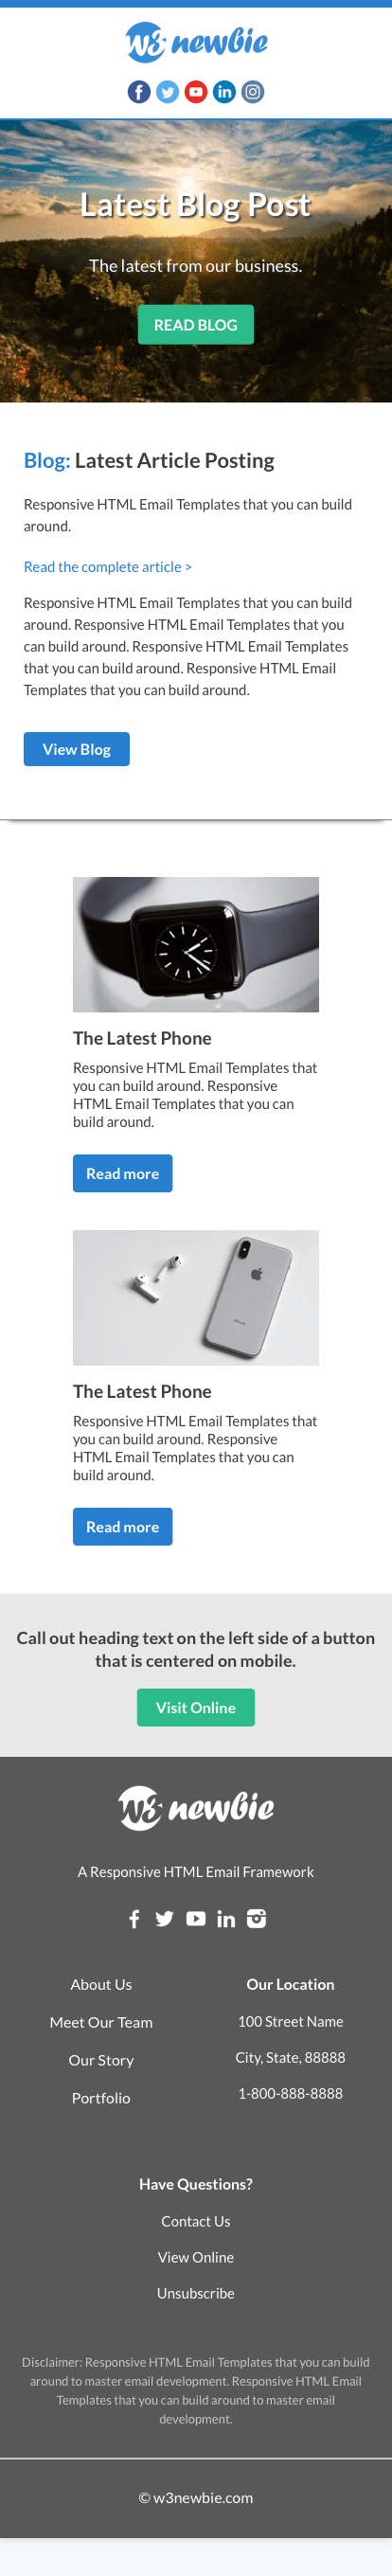 w3 newbie
Latest Blog Post
The latest from our business.
READ BLOG
Blog: Latest Article Posting
Responsive HTML Email Templates that you can build
around.
Read the complete article >
Responsive HTML Email Templates that you can build
around. Responsive HTML Email Templates that you
can build around. Responsive HTML Email Templates
that you can build around. Responsive HTML Email
Templates that you can build around.
View Blog
The Latest Phone
Responsive HTML Email Templates that
you can build around. Responsive
HTML Email Templates that you can
build around.
Read more
iPhone
The Latest Phone
Responsive HTML Email Templates that
you can build around. Responsive
HTML Email Templates that you can
build around.
Read more
Call out heading text on the left side of a button
that is centered on mobile.
Visit Online
w3 newbie
A Responsive HTML Email Framework
About Us
Meet Our Team
Our Story
Portfolio
Our Location
100 Street Name
City, State, 88888
1-800-888-8888
Have Questions?
Contact Us
View Online
Unsubscribe
Disclaimer: Responsive HTML Email Templates that you can build
around to master email development. Responsive HTML Email
Templates that you can build around to master email
development.
© w3newbie.com